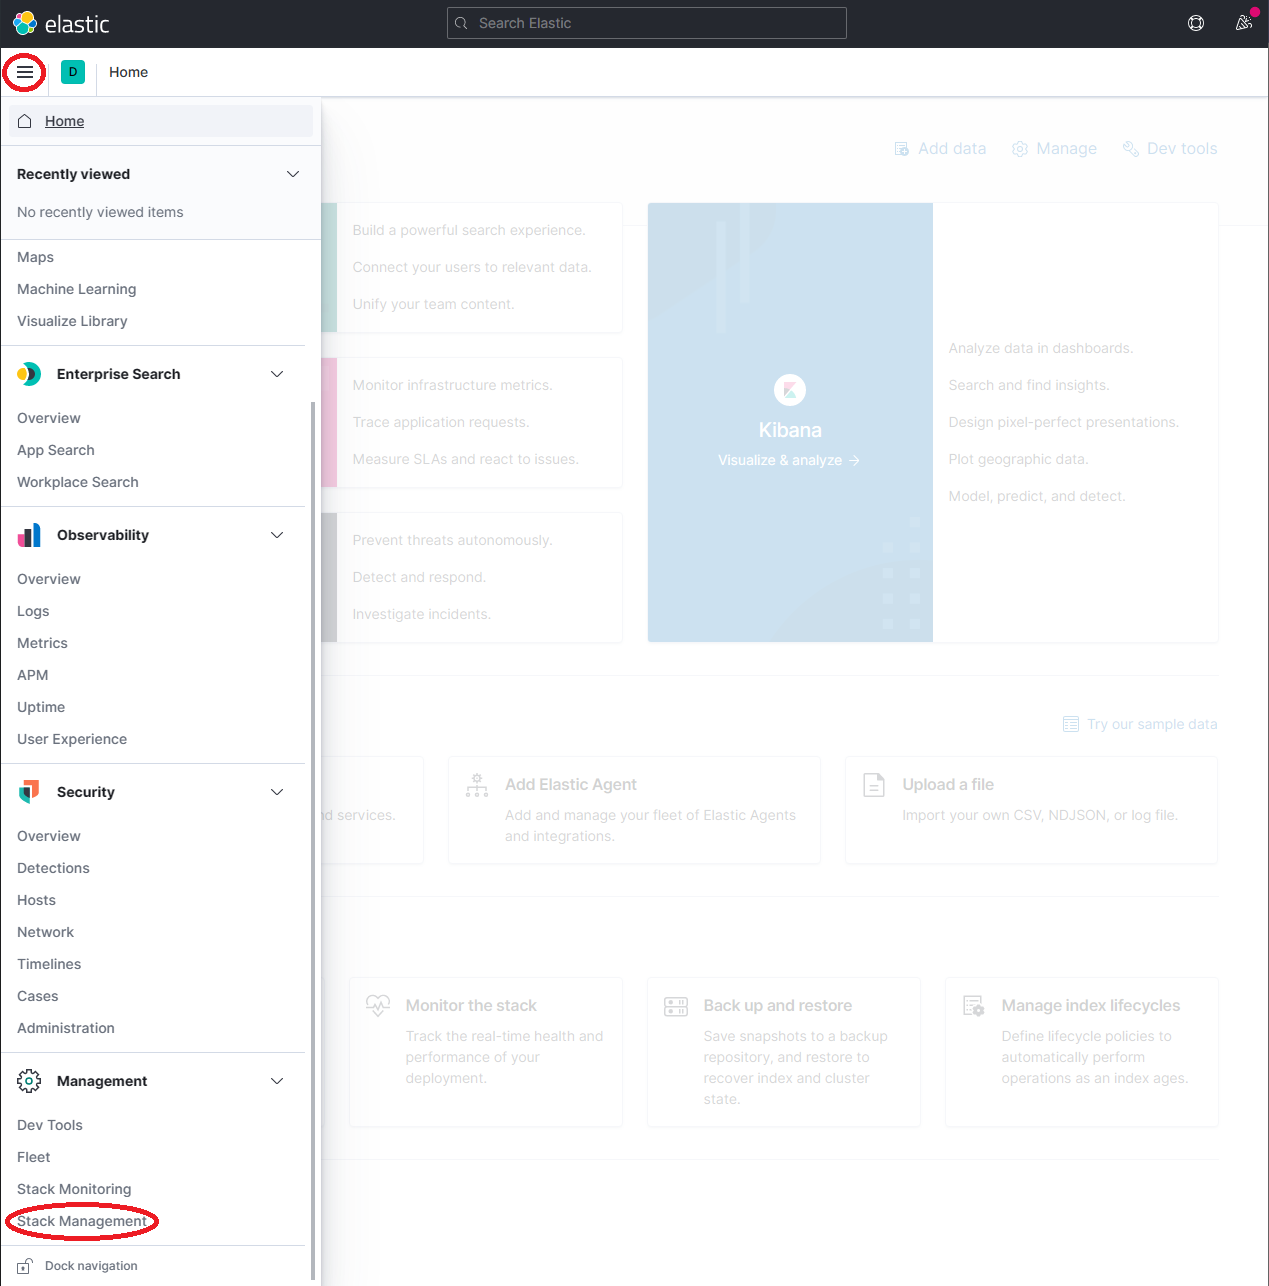 elastic
Search Elastic
D
Home
Home
Recently viewed
No recently viewed items
Maps
Machine Learning
Visualize Library
Enterprise Search
Overview
App Search
Workplace Search
Observability
Overview
Logs
Metrics
APM
Uptime
User Experience
Security
Overview
Detections
Hosts
Network
Timelines
Cases
Administration
Management
Dev Tools
Fleet
Stack Monitoring
Stack Management
Dock navigation
Add data
Manage
Dev tools
Build a powerful search experience.
Connect your users to relevant data.
Unify your team content.
Monitor infrastructure metrics.
Trace application requests.
Measure SLAs and react to issues.
Prevent threats autonomously.
Detect and respond.
Investigate incidents.
Kibana
Visualize & analyze →
Analyze data in dashboards.
Search and find insights.
Design pixel-perfect presentations.
Plot geographic data.
Model, predict, and detect.
Try our sample data
services.
Add Elastic Agent
Add and manage your fleet of Elastic Agents
and integrations.
Upload a file
Import your own CSV, NDJSON, or log file.
Monitor the stack
Track the real-time health and
performance of your
deployment.
Back up and restore
Save snapshots to a backup
repository, and restore to
recover index and cluster
state.
Manage index lifecycles
Define lifecycle policies to
automatically perform
operations as an index ages.